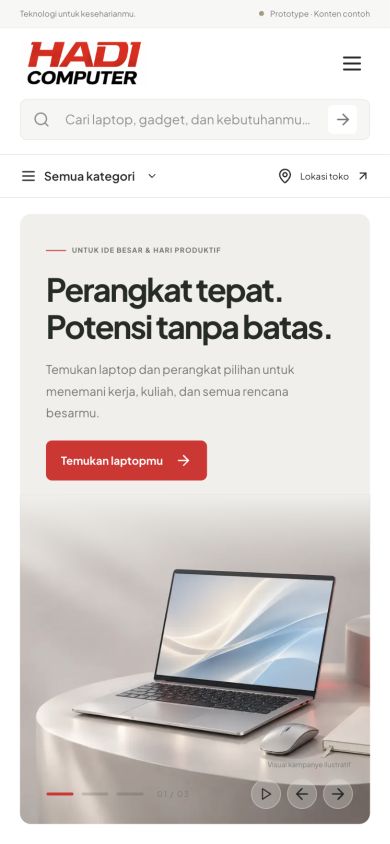 Teknologi untuk keseharianmu.
Prototype · Konten contoh
HADI
COMPUTER
Cari laptop, gadget, dan kebutuhanmu...
Semua kategori
Lokasi toko
UNTUK IDE BESAR & HARI PRODUKTIF
Perangkat tepat.
Potensi tanpa batas.
Temukan laptop dan perangkat pilihan untuk
menemani kerja, kuliah, dan semua rencana
besarmu.
Temukan laptopmu
Visual kampanye ilustratif
01 / 03